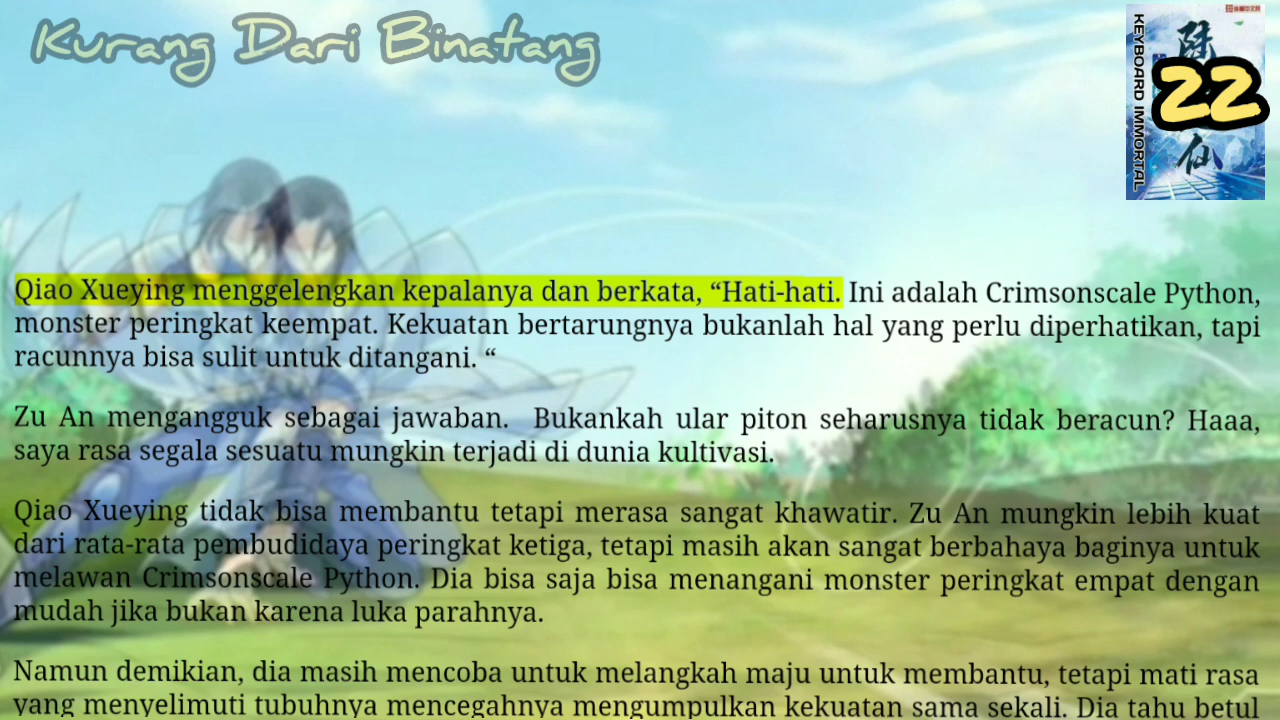 Kurang Dari Binatang
KEYBOARD IMMORTAL
陆
仙
22
Qiao Xueying menggelengkan kepalanya dan berkata, “Hati-hati. Ini adalah Crimsonscale Python,
monster peringkat keempat. Kekuatan bertarungnya bukanlah hal yang perlu diperhatikan, tapi
racunnya bisa sulit untuk ditangani. “
Zu An mengangguk sebagai jawaban.  Bukankah ular piton seharusnya tidak beracun? Haaa,
saya rasa segala sesuatu mungkin terjadi di dunia kultivasi.
Qiao Xueying tidak bisa membantu tetapi merasa sangat khawatir. Zu An mungkin lebih kuat
dari rata-rata pembudidaya peringkat ketiga, tetapi masih akan sangat berbahaya baginya untuk
melawan Crimsonscale Python. Dia bisa saja bisa menangani monster peringkat empat dengan
mudah jika bukan karena luka parahnya.
Namun demikian, dia masih mencoba untuk melangkah maju untuk membantu, tetapi mati rasa
yang menyelimuti tubuhnya mencegahnya mengumpulkan kekuatan sama sekali. Dia tahu betul